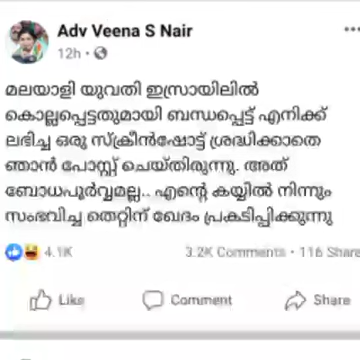 Adv Veena S Nair
12h ·
മലയാളി യുവതി ഇസ്രായിലിൽ
കൊല്ലപ്പെട്ടതുമായി ബന്ധപ്പെട്ട് എനിക്ക്
ലഭിച്ച ഒരു സ്ക്രീൻഷോട്ട് ശ്രദ്ധിക്കാതെ
ഞാൻ പോസ്റ്റ് ചെയ്തിരുന്നു. അത്
ബോധപൂർവ്വമല്ല.. എന്റെ കയ്യിൽ നിന്നും
സംഭവിച്ച തെറ്റിന് ഖേദം പ്രകടിപ്പിക്കുന്നു
4.1K 3.2K Comments · 116 Share
Like Comment Share